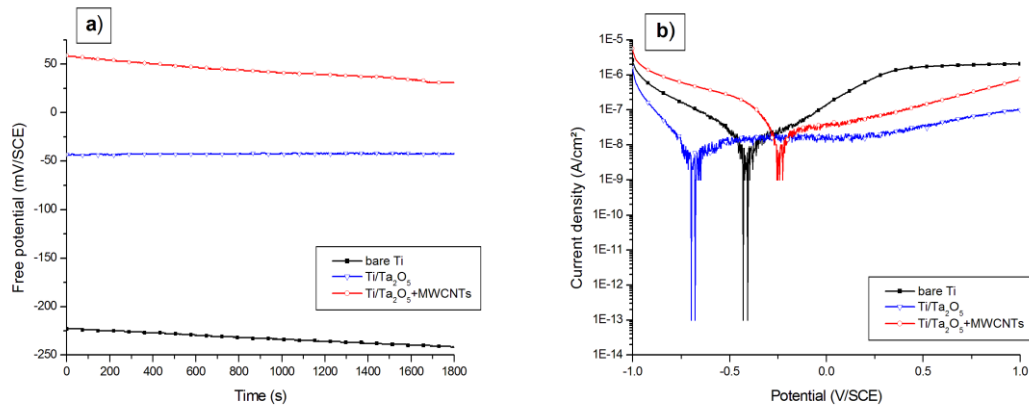 a)
Free potential (mV/SCE)
50
0
-50
-100
-150
-200
-250
0 200 400 600 800 1000 1200 1400 1600 1800
Time (s)
bare Ti
Ti/Ta₂O₅
Ti/Ta₂O₅+MWCNTs
b)
Current density (A/cm²)
1E-5
1E-6
1E-7
1E-8
1E-9
1E-10
1E-11
1E-12
1E-13
1E-14
-1.0 -0.5 0.0 0.5 1.0
Potential (V/SCE)
bare Ti
Ti/Ta₂O₅
Ti/Ta₂O₅+MWCNTs